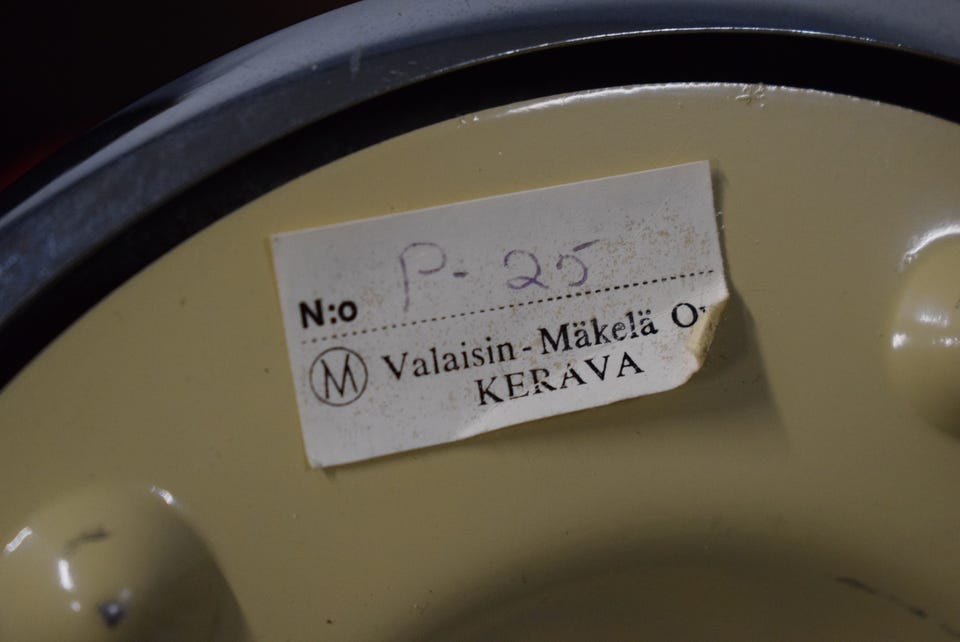 N:o P-25
M Valaisin-Mäkelä
KERAVA